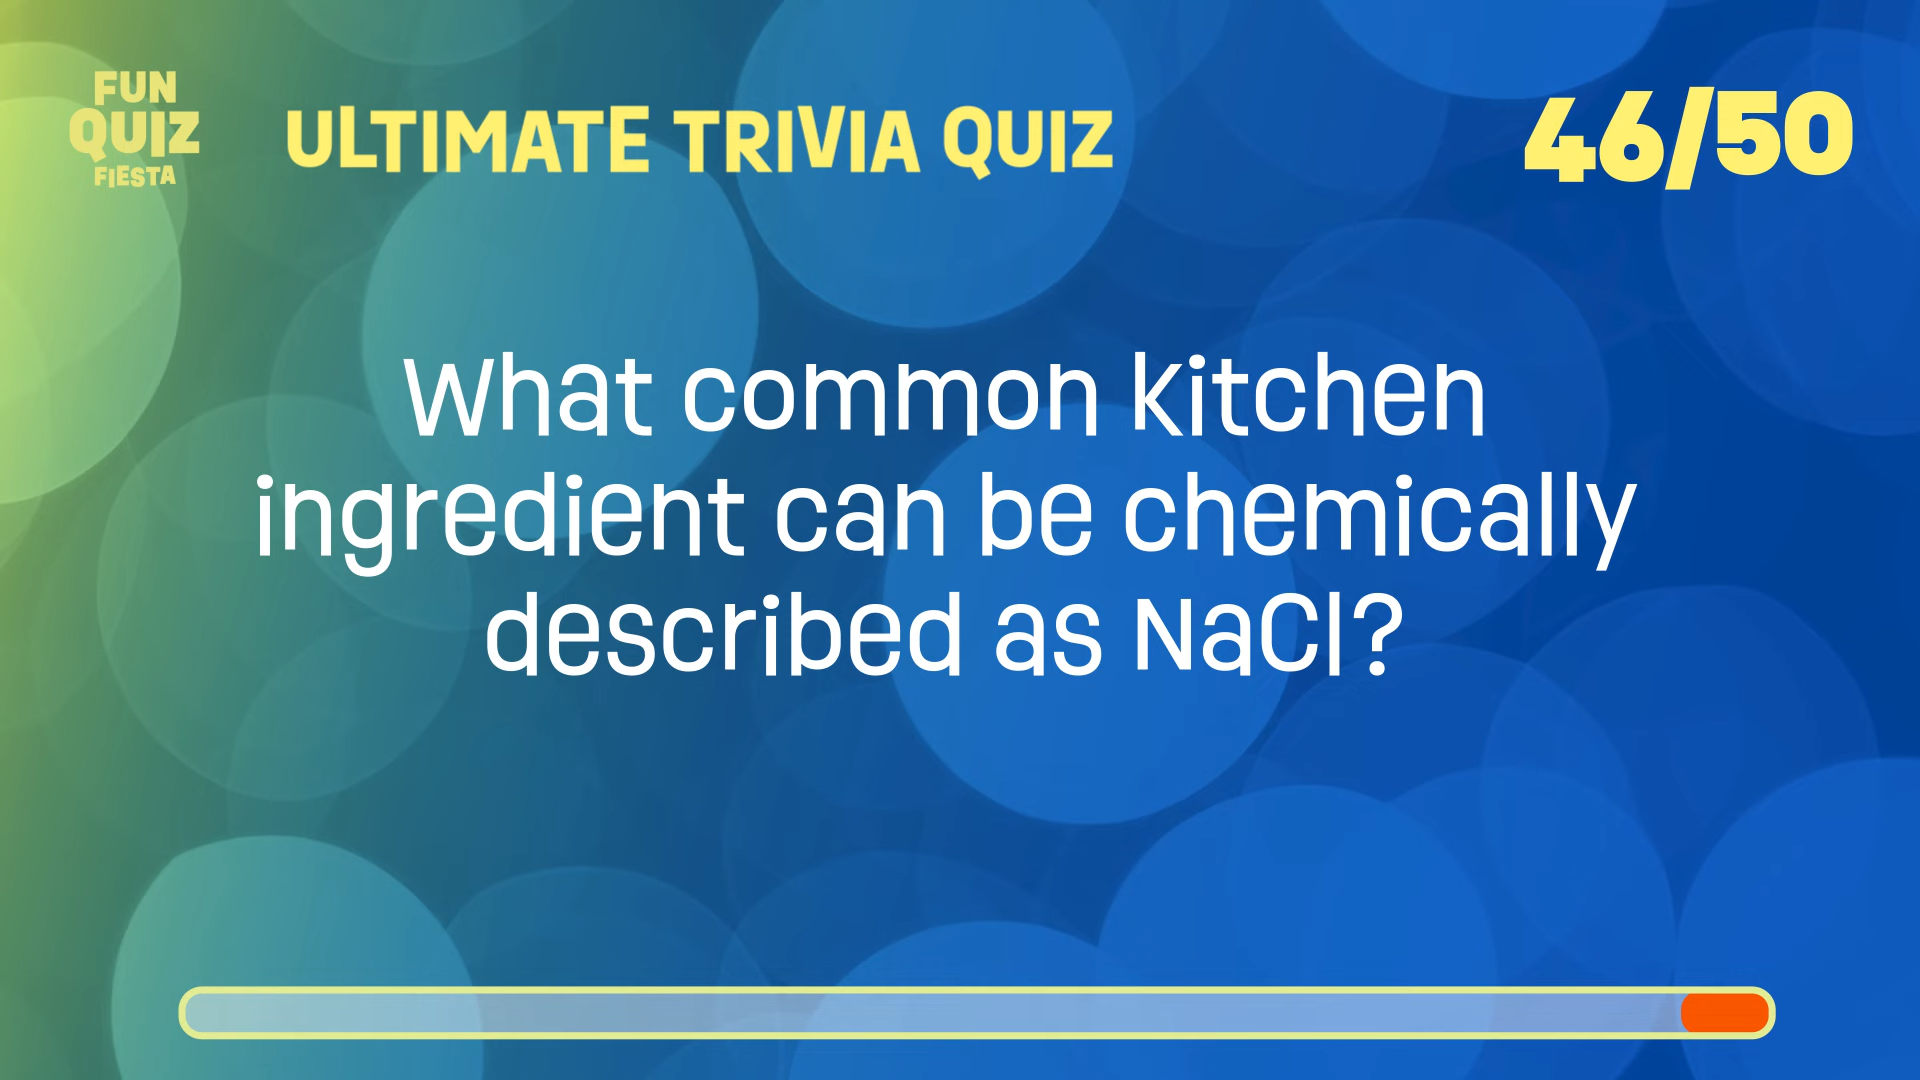 FUN
QUIZ
FIESTA
ULTIMATE TRIVIA QUIZ
46/50
What common kitchen
ingredient can be chemically
described as NaCl?